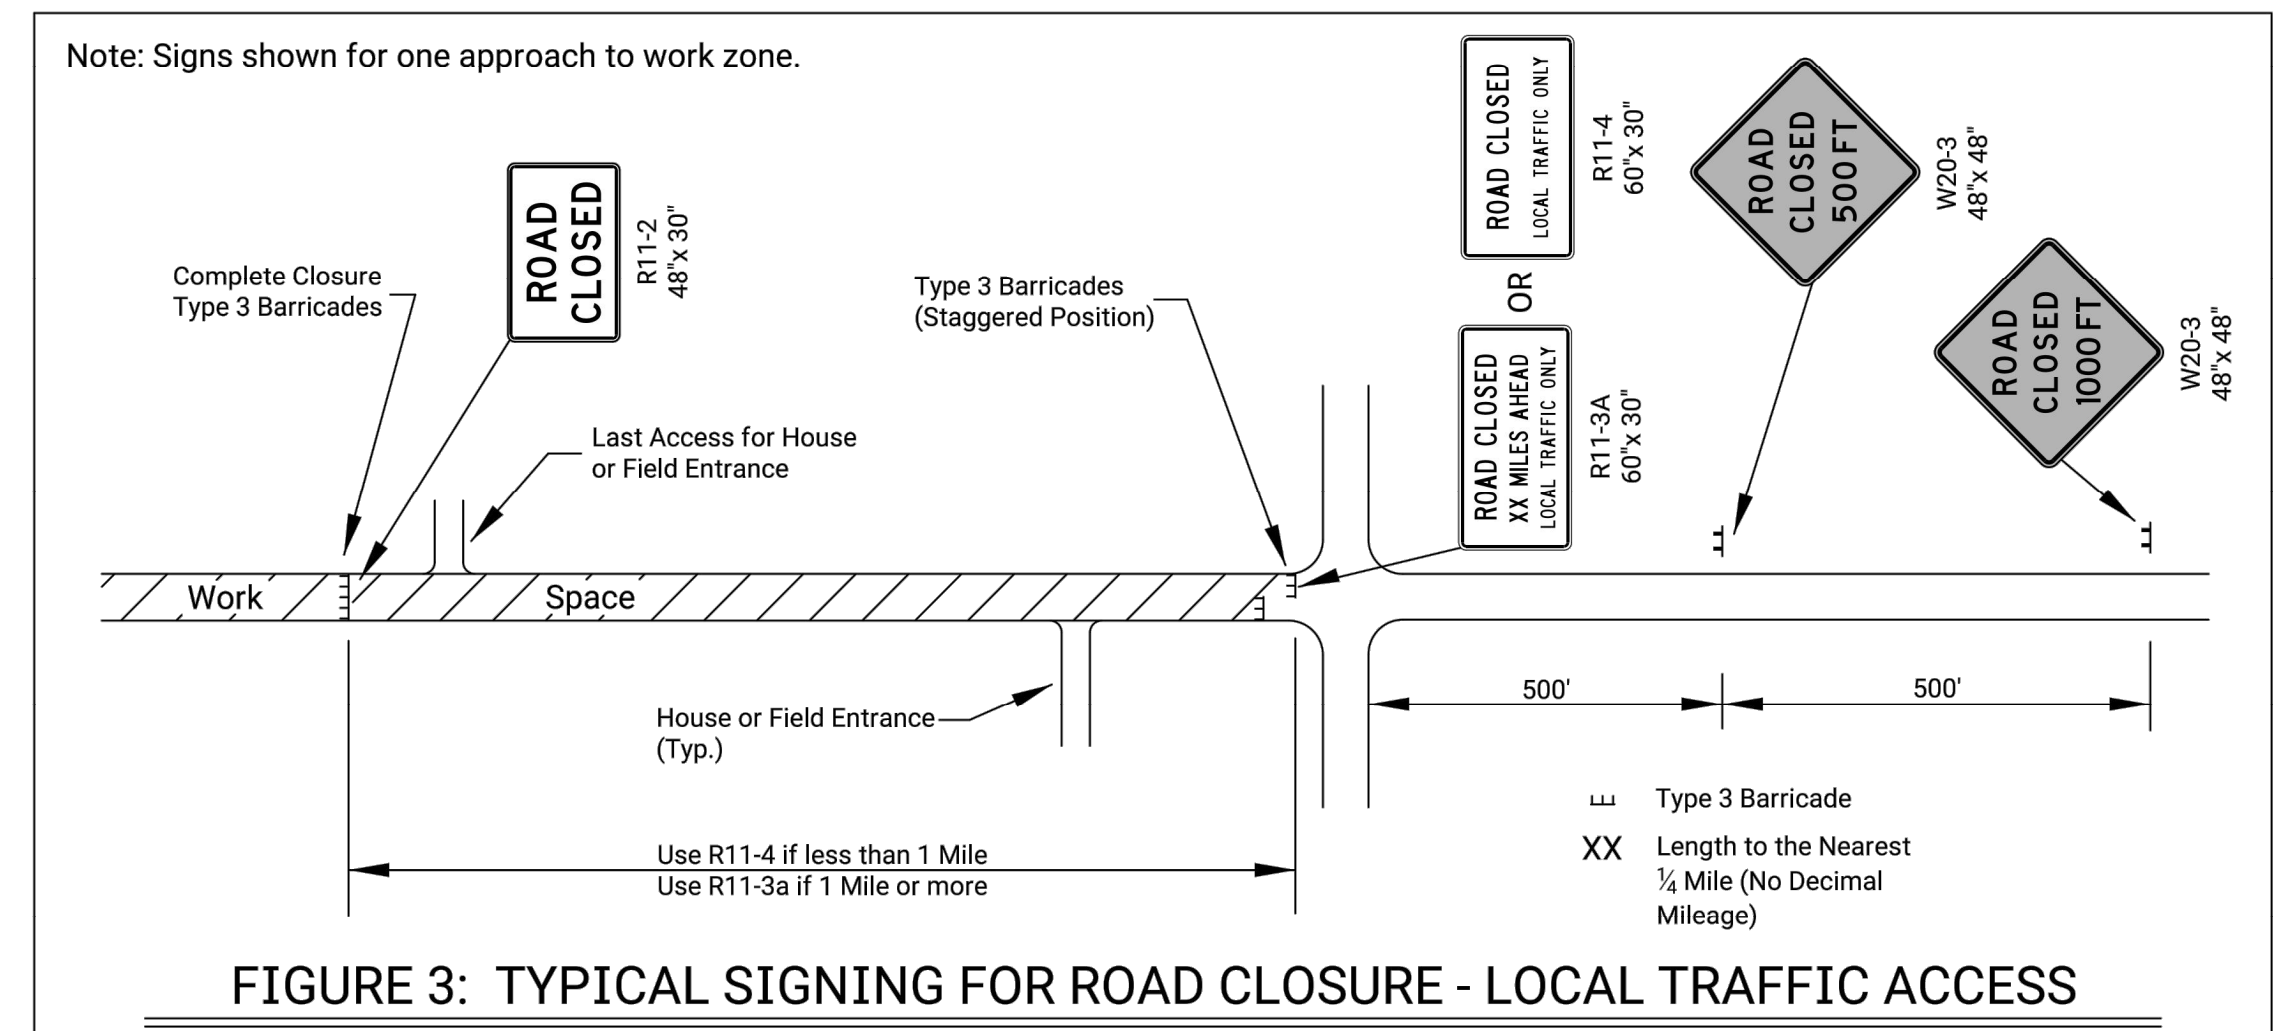 Note: Signs shown for one approach to work zone.
ROAD
CLOSED
R11-2
48"x 30"
Complete Closure
Type 3 Barricades
Last Access for House
or Field Entrance
Type 3 Barricades
(Staggered Position)
ROAD CLOSED
LOCAL TRAFFIC ONLY
R11-4
60"x 30"
OR
ROAD CLOSED
XX MILES AHEAD
LOCAL TRAFFIC ONLY
R11-3A
60"x 30"
ROAD
CLOSED
500FT
W20-3
48"x 48"
ROAD
CLOSED
1000FT
W20-3
48"x 48"
Work
Space
House or Field Entrance
(Typ.)
500'
500'
Use R11-4 if less than 1 Mile
Use R11-3a if 1 Mile or more
Type 3 Barricade
XX Length to the Nearest
¼ Mile (No Decimal
Mileage)
FIGURE 3: TYPICAL SIGNING FOR ROAD CLOSURE - LOCAL TRAFFIC ACCESS